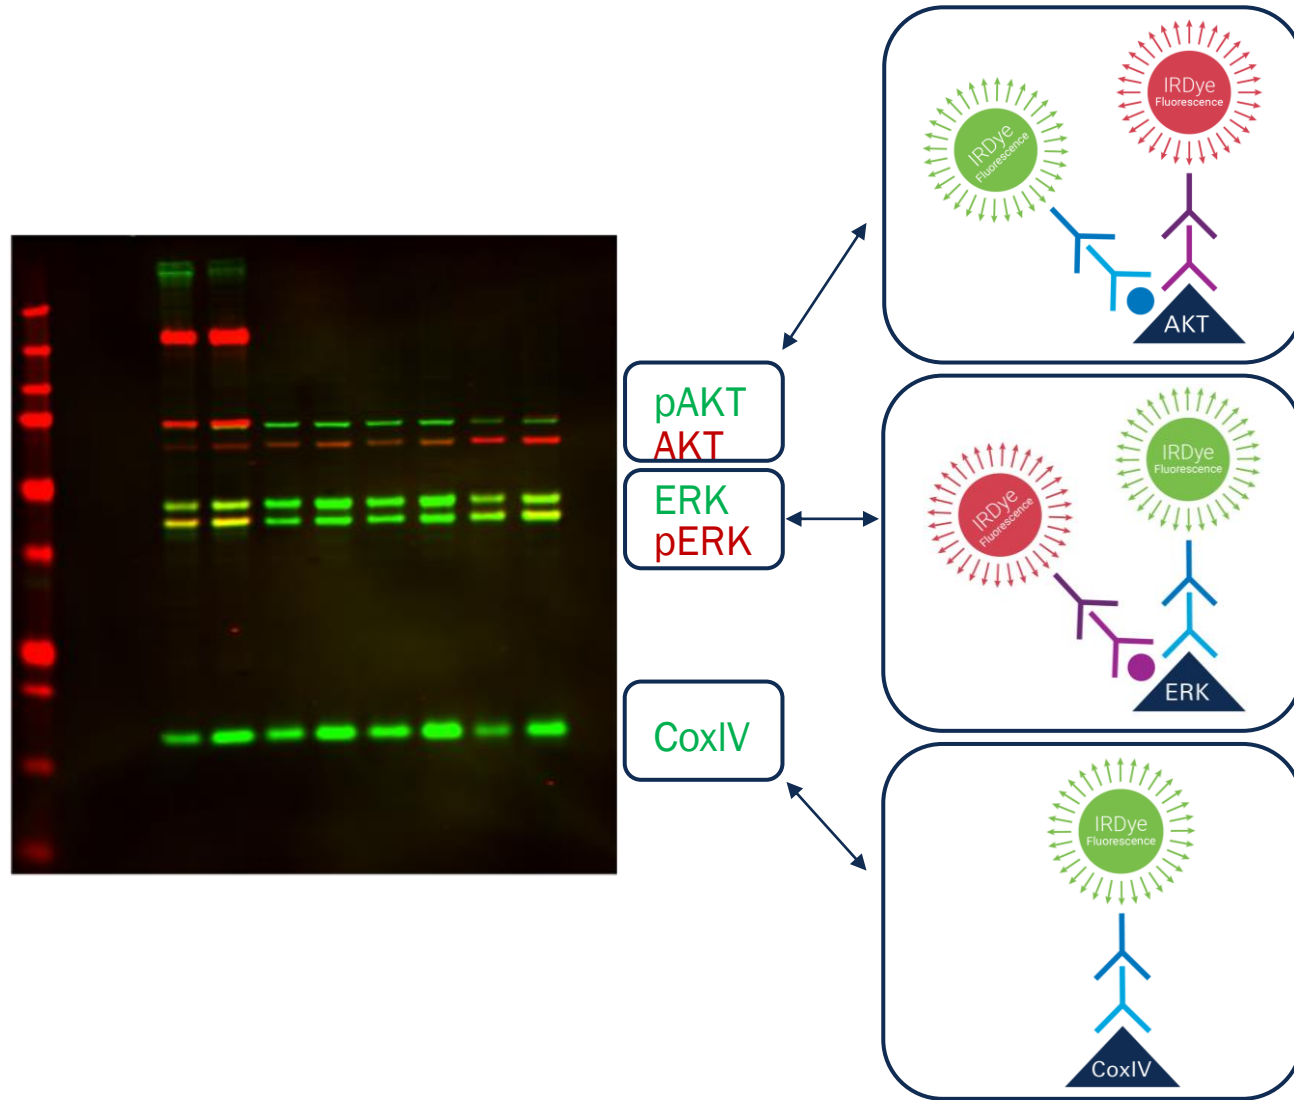 IRDye
Fluorescence
IRDye
Fluorescence
AKT
pAKT
AKT
ERK
pERK
IRDye
Fluorescence
IRDye
Fluorescence
ERK
CoxIV
IRDye
Fluorescence
CoxIV